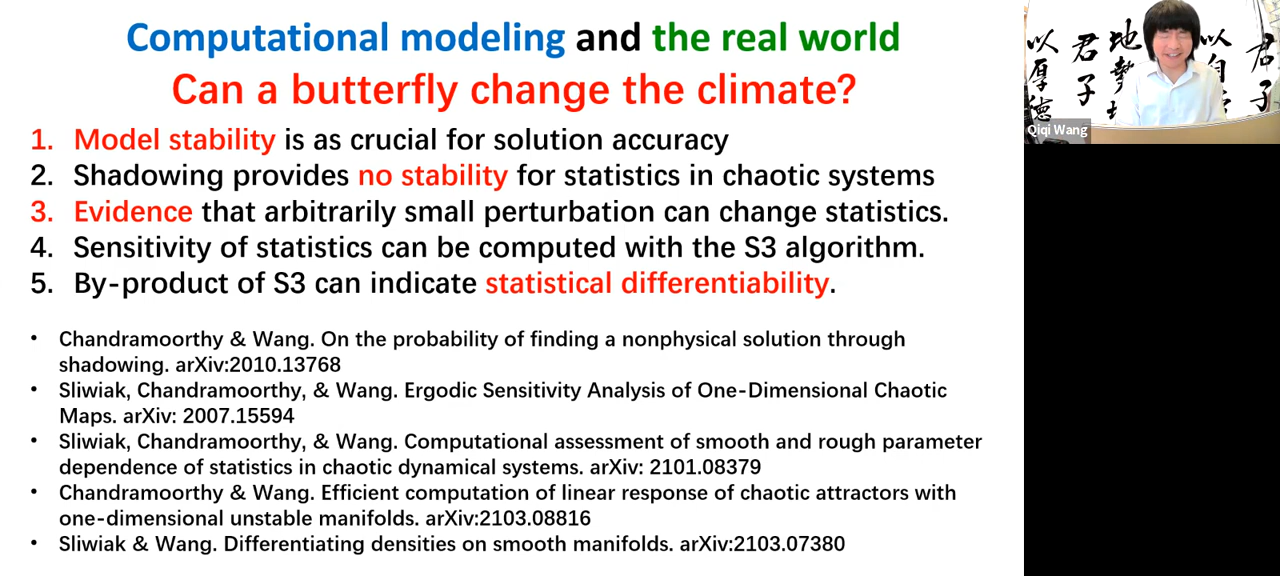 Computational modeling and the real world
Can a butterfly change the climate?
1. Model stability is as crucial for solution accuracy
2. Shadowing provides no stability for statistics in chaotic systems
3. Evidence that arbitrarily small perturbation can change statistics.
4. Sensitivity of statistics can be computed with the S3 algorithm.
5. By-product of S3 can indicate statistical differentiability.
• Chandramoorthy & Wang. On the probability of finding a nonphysical solution through
shadowing. arXiv:2010.13768
• Sliwiak, Chandramoorthy, & Wang. Ergodic Sensitivity Analysis of One-Dimensional Chaotic
Maps. arXiv: 2007.15594
• Sliwiak, Chandramoorthy, & Wang. Computational assessment of smooth and rough parameter
dependence of statistics in chaotic dynamical systems. arXiv: 2101.08379
• Chandramoorthy & Wang. Efficient computation of linear response of chaotic attractors with
one-dimensional unstable manifolds. arXiv:2103.08816
• Sliwiak & Wang. Differentiating densities on smooth manifolds. arXiv:2103.07380
君子
以自
地勢
君子
以厚德
Qiqi Wang